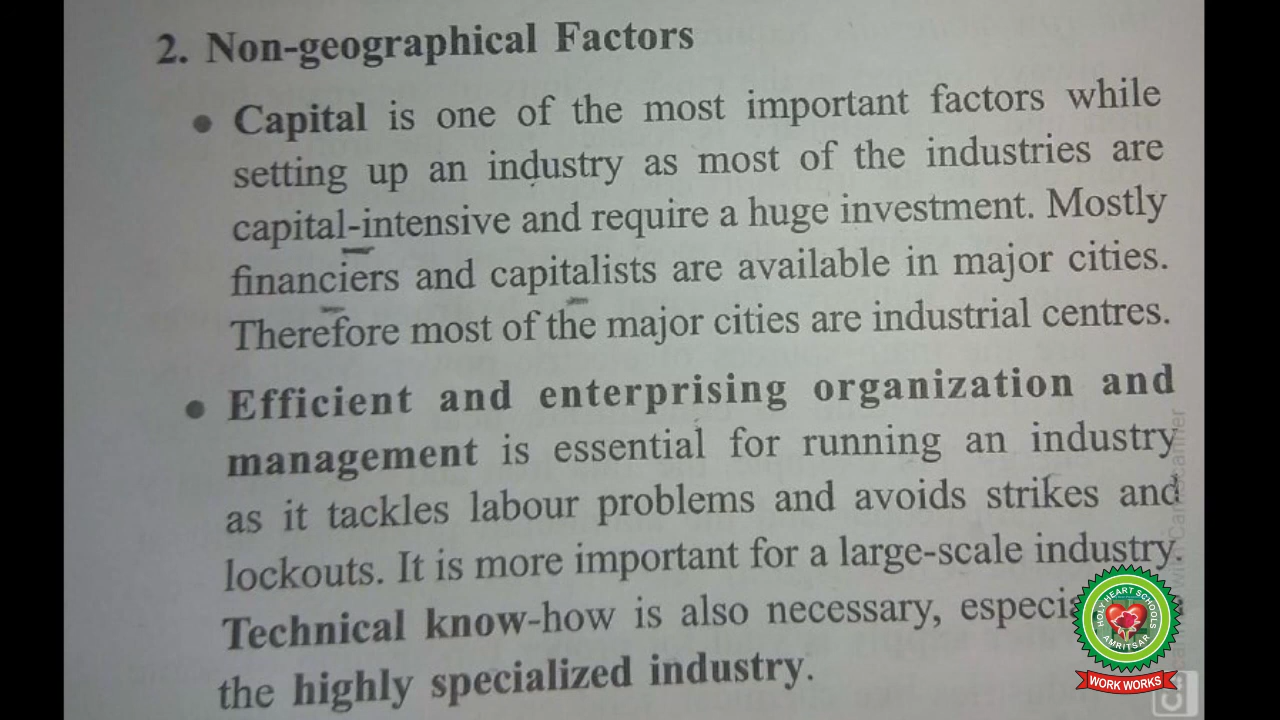 2. Non-geographical Factors
• Capital is one of the most important factors while
setting up an industry as most of the industries are
capital-intensive and require a huge investment. Mostly
financiers and capitalists are available in major cities.
Therefore most of the major cities are industrial centres.
• Efficient and enterprising organization and
management is essential for running an industry
as it tackles labour problems and avoids strikes and
lockouts. It is more important for a large-scale industry.
Technical know-how is also necessary,
the highly specialized industry.
HOLY HEART SCHOOLS
AMRITSAR
WORK WORKS